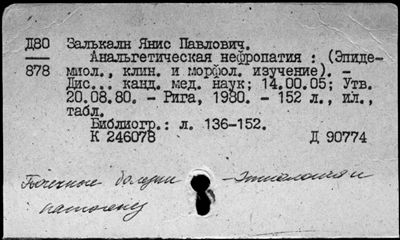 Д80 Залькалн Янис Павлович.
Анальгетическая нефропатия : (Эпиде-
878 миол., клин. и морфол. изучение). -
Дис... канд. мед. наук; 14.00.05; Утв.
20.08.80. - Рига, 1980. - 152 л., ил.,
табл.
Библиогр.: л. 136-152.
К 246078 Д 90774
Почечные болезни - Этиология и
патогенез